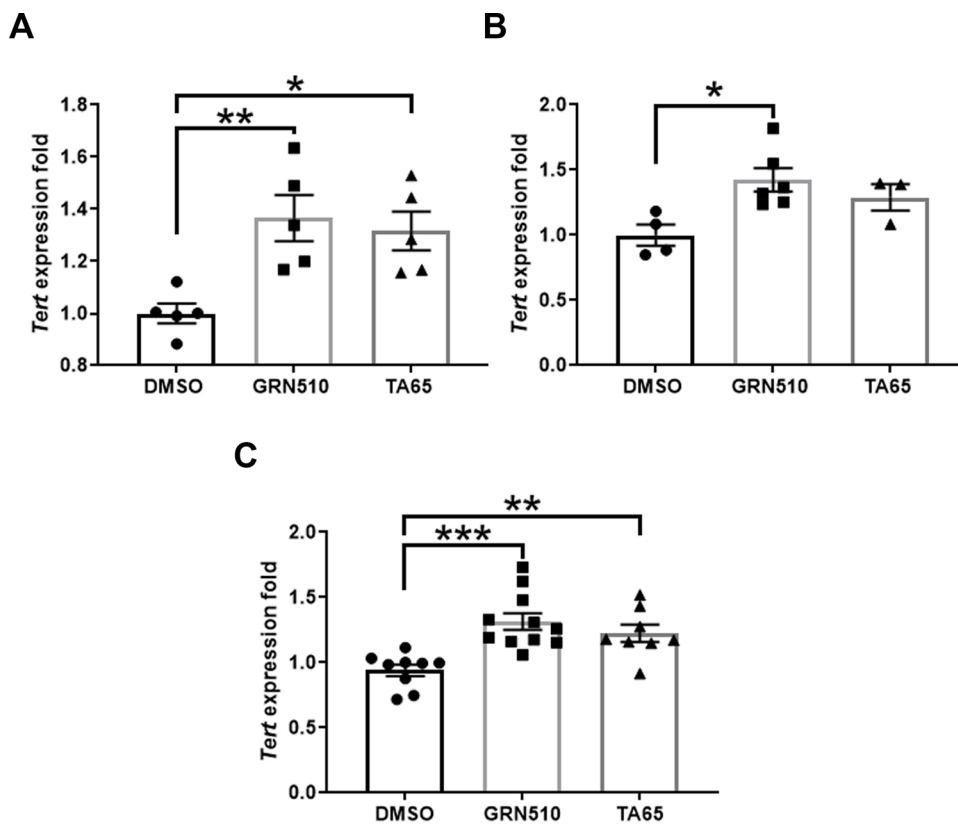 A
Tert expression fold
1.8
1.6
1.4
1.2
1.0
0.8
*
**
DMSO GRN510 TA65
B
Tert expression fold
2.0
1.5
1.0
0.5
0.0
*
DMSO GRN510 TA65
C
Tert expression fold
2.0
1.5
1.0
0.5
0.0
**
***
DMSO GRN510 TA65